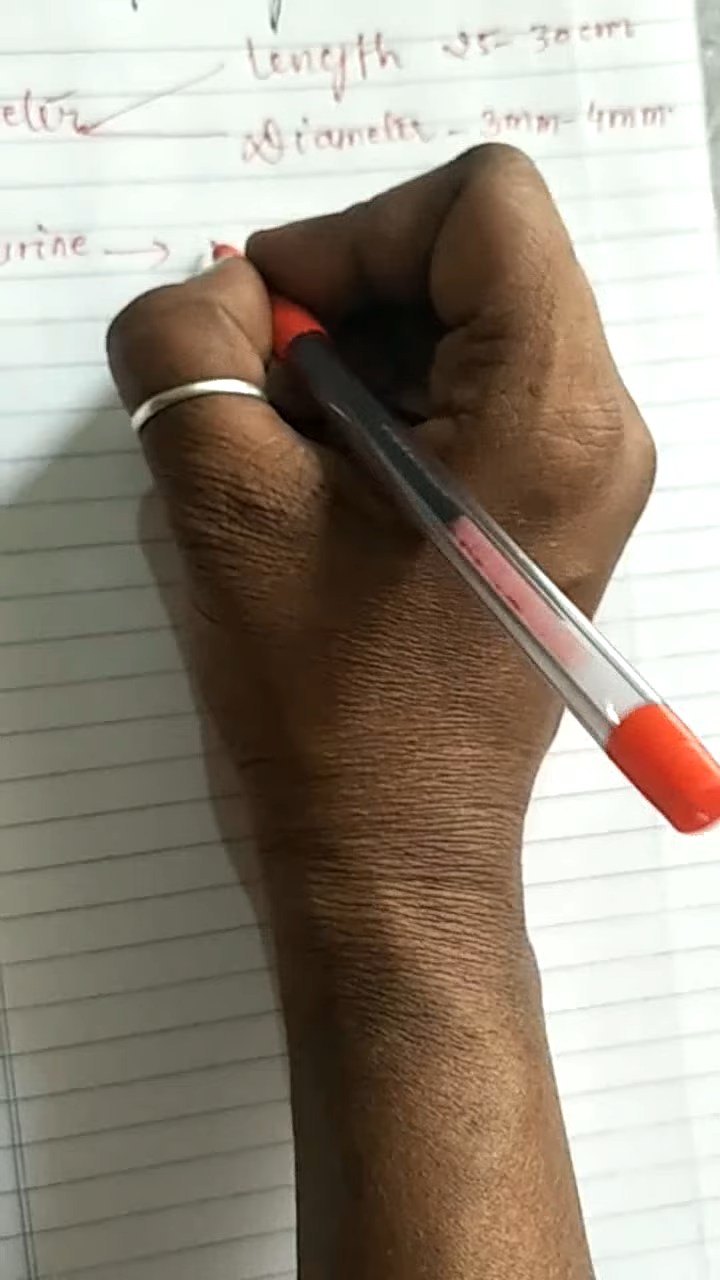 length 25-30cm
eter Diameter - 3mm-4mm
urine →